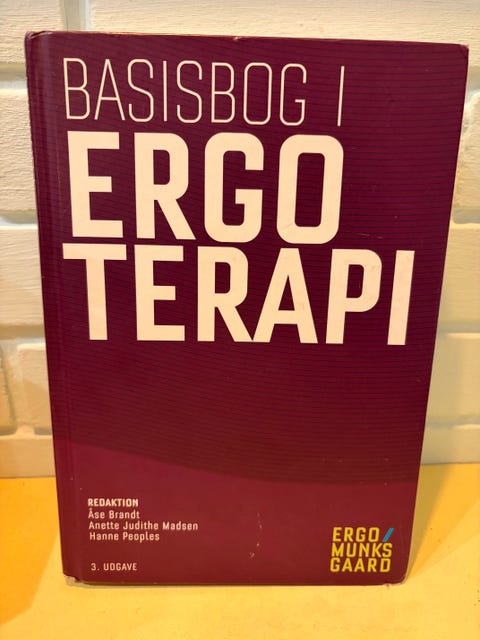 BASISBOG I
ERGO
TERAPI
REDAKTION
Åse Brandt
Anette Judithe Madsen
Hanne Peoples
3. UDGAVE
ERGO/
MUNKS
GAARD